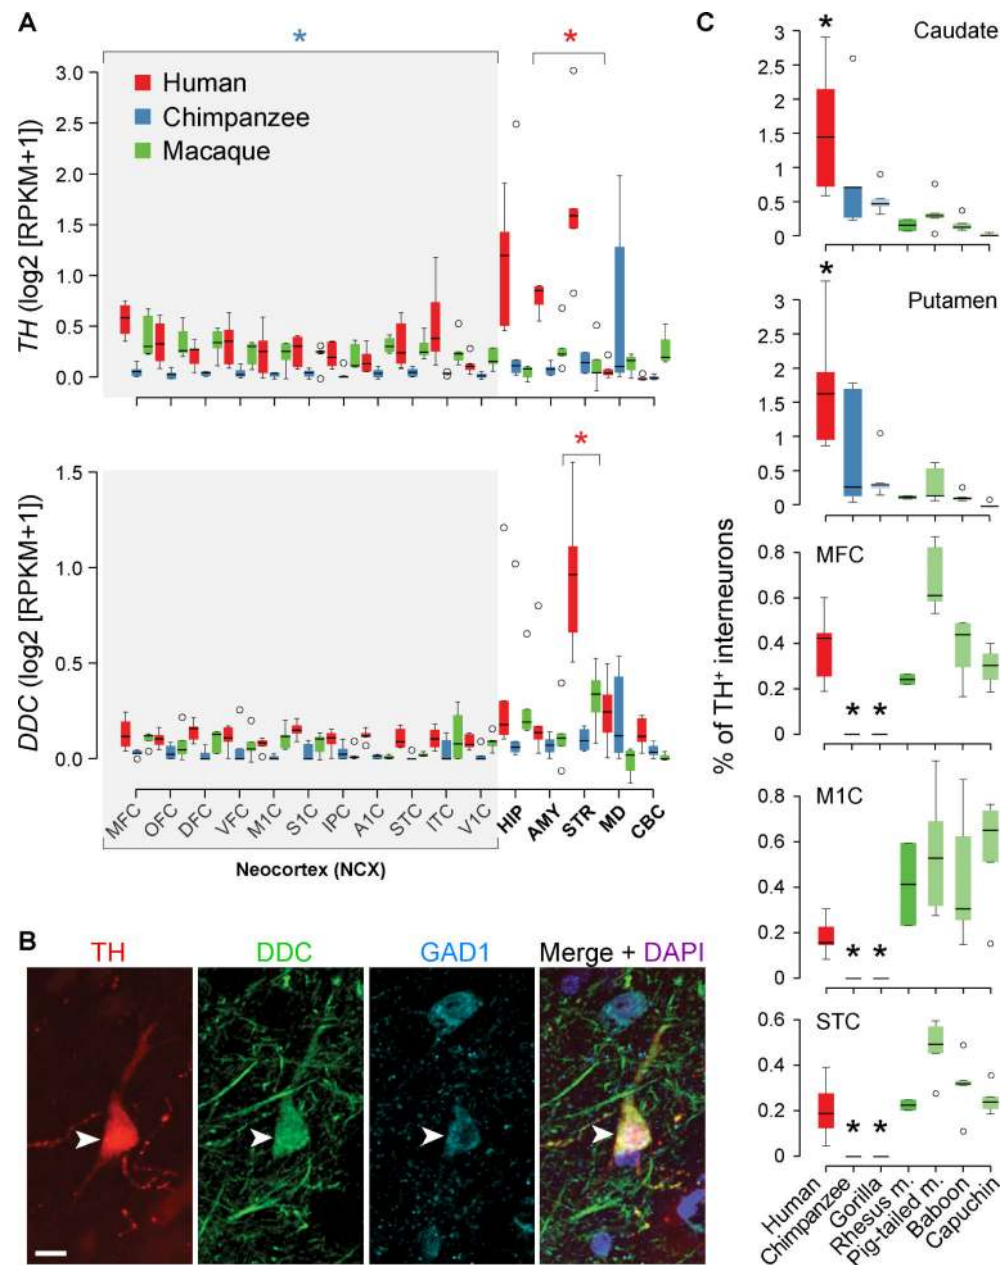 A
*
*
TH (log2 [RPKM+1])
3.0
2.5
2.0
1.5
1.0
0.5
0.0
Human
Chimpanzee
Macaque
DDC (log2 [RPKM+1])
*
1.5
1.0
0.5
0.0
MFC
OFC
DFC
VFC
M1C
S1C
IPC
A1C
STC
ITC
V1C
HIP
AMY
STR
MD
CBC
Neocortex (NCX)
B
TH
DDC
GAD1
Merge + DAPI
C
% of TH⁺ interneurons
Caudate
*
3
2.5
2
1.5
1
0.5
0
Putamen
*
3
2.5
2
1.5
1
0.5
0
MFC
0.8
0.6
0.4
0.2
0
* *
M1C
0.8
0.6
0.4
0.2
0
* *
STC
0.6
0.4
0.2
0
* *
Human
Chimpanzee
Gorilla
Rhesus m.
Pig-tailed m.
Baboon
Capuchin